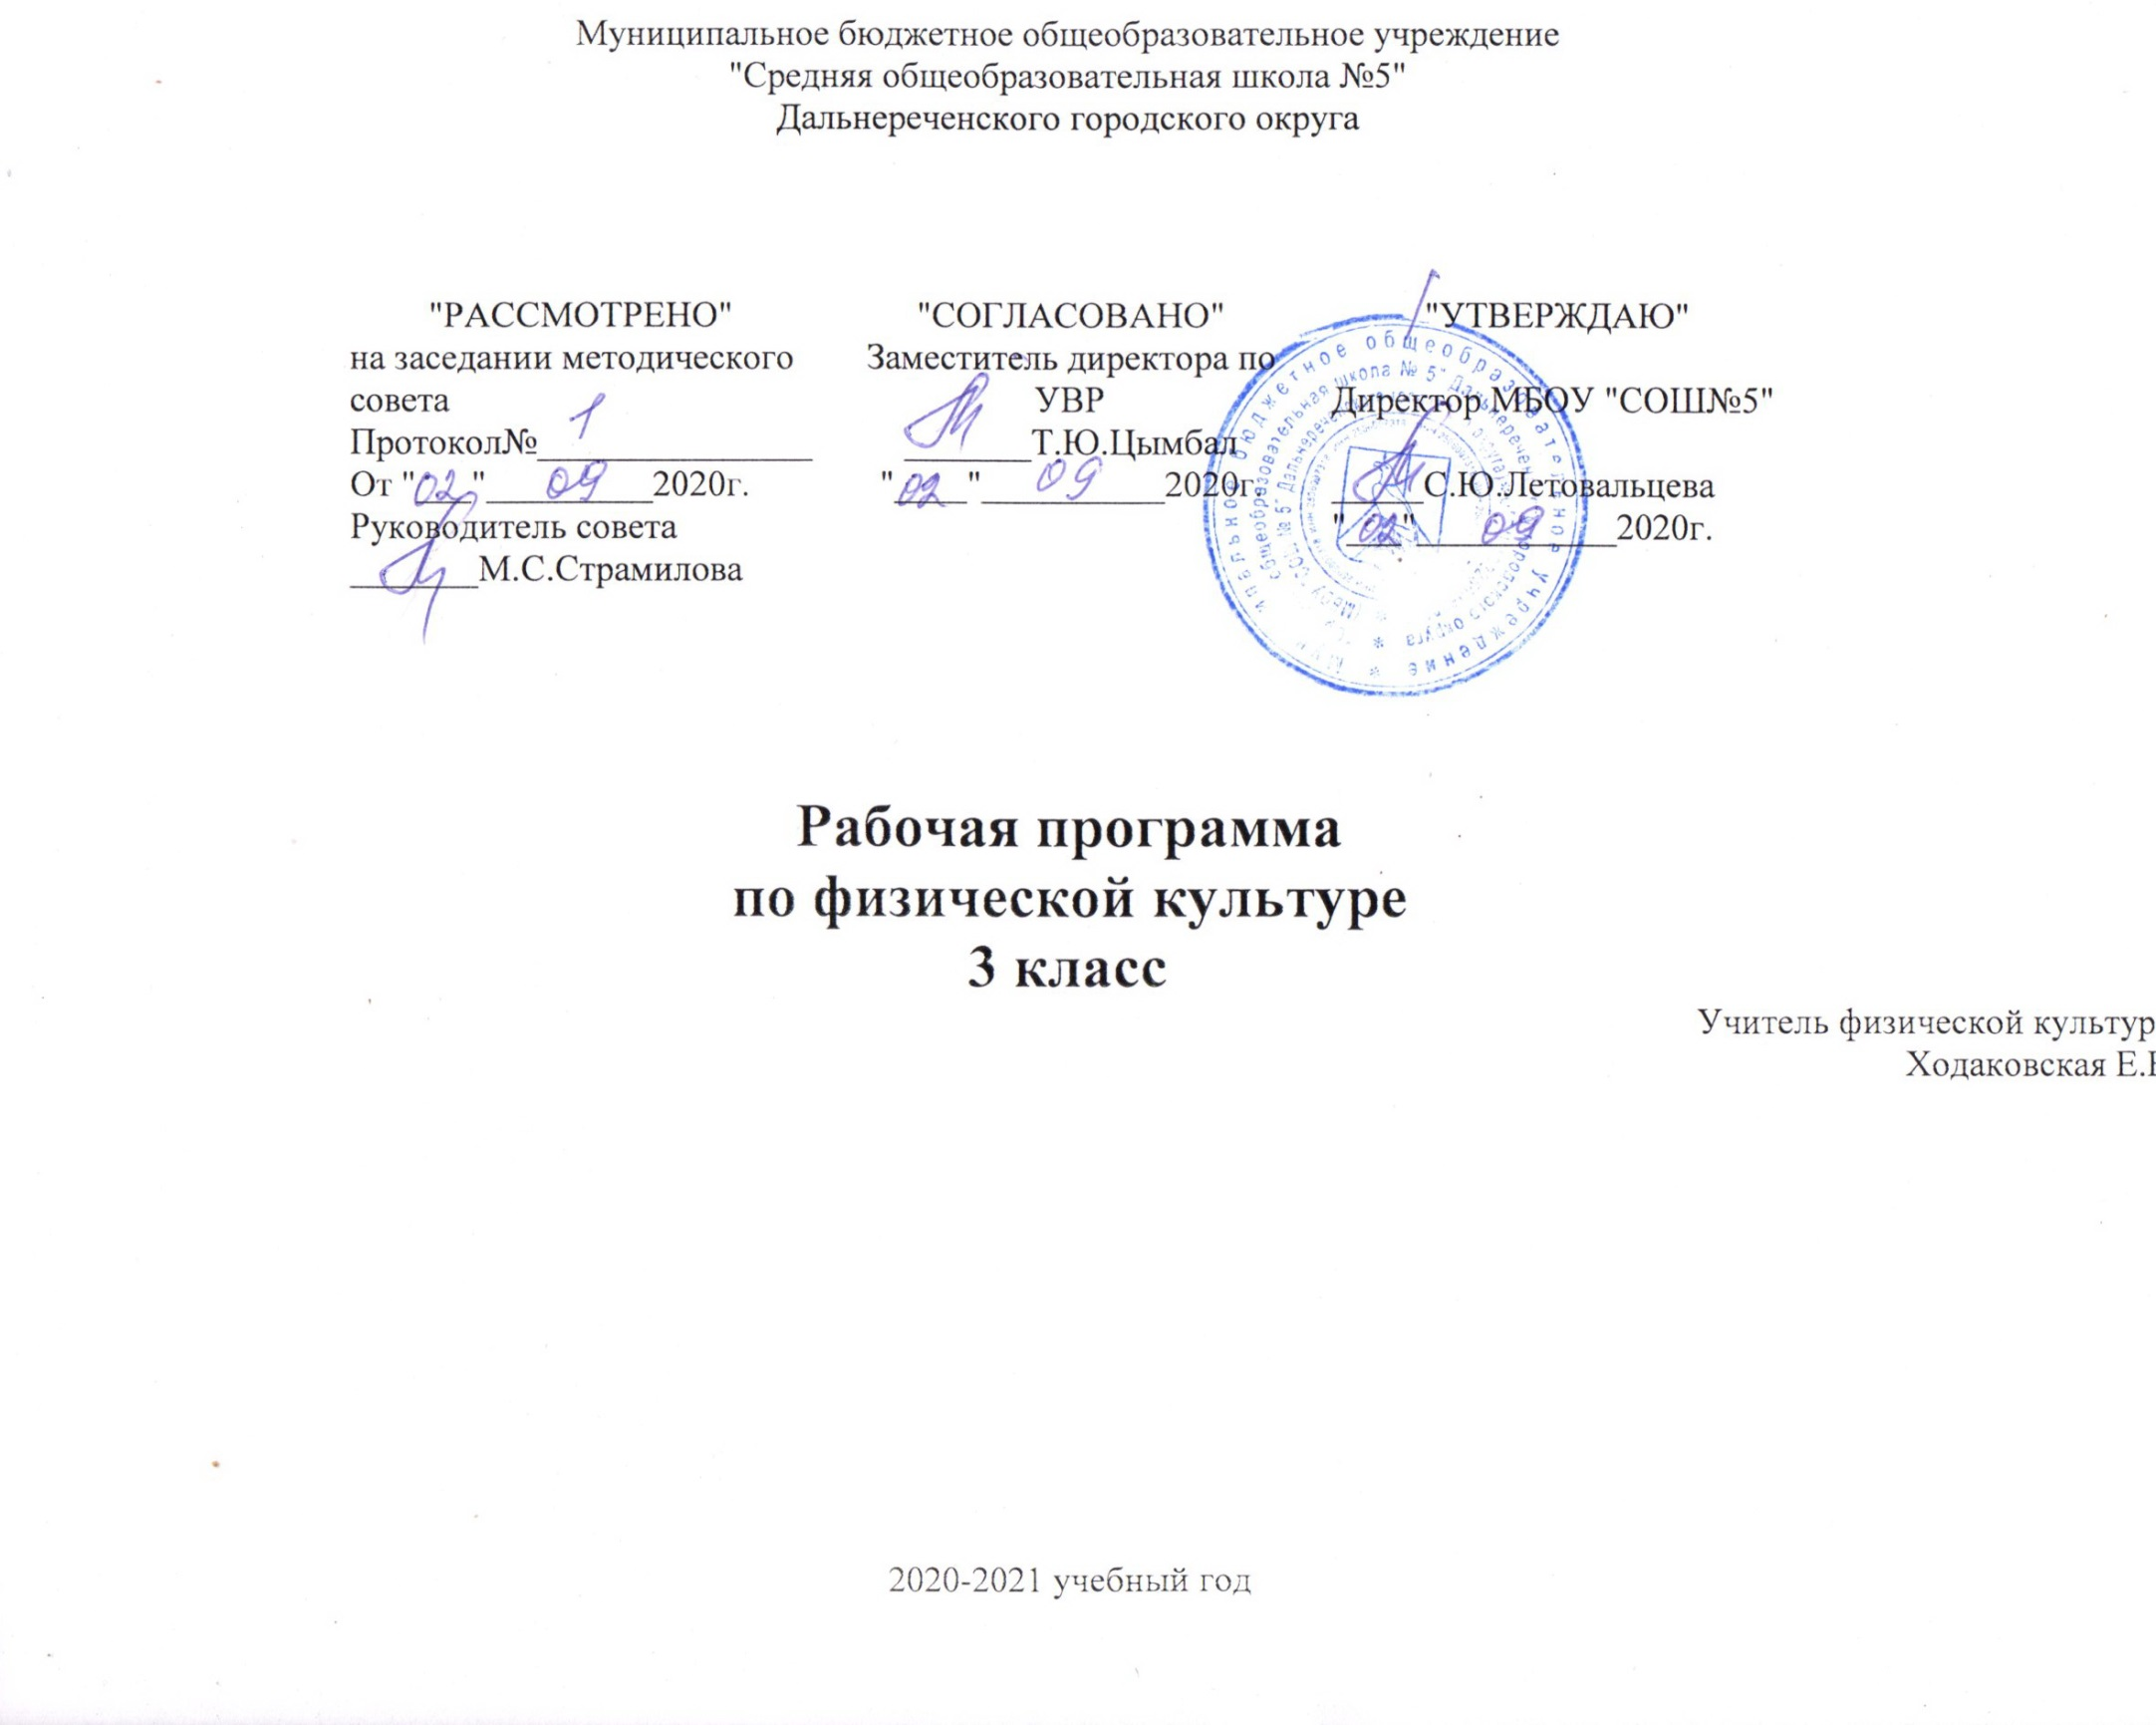 Муниципальное бюджетное общеобразовательное учреждение
"Средняя общеобразовательная школа №5"
Дальнереченского городского округа
"РАССМОТРЕНО"
на заседании методического
совета
Протокол№ 1
От "02" 09 2020г.
Руководитель совета
М.С.Страмилова
"СОГЛАСОВАНО"
Заместитель директора по
УВР
Т.Ю.Цымбал
"02" 09 2020г.
"УТВЕРЖДАЮ"
Директор МБОУ "СОШ№5"
С.Ю.Летовальцева
"02" 09 2020г.
Рабочая программа
по физической культуре
3 класс
Учитель физической культур
Ходаковская Е.
2020-2021 учебный год